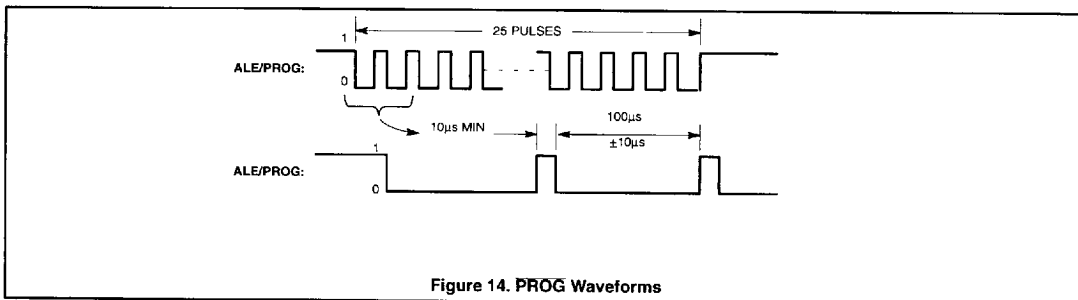 25 PULSES
1
ALE/PROG:
0
10µs MIN
100µs
±10µs
1
ALE/PROG:
0
Figure 14. PROG Waveforms